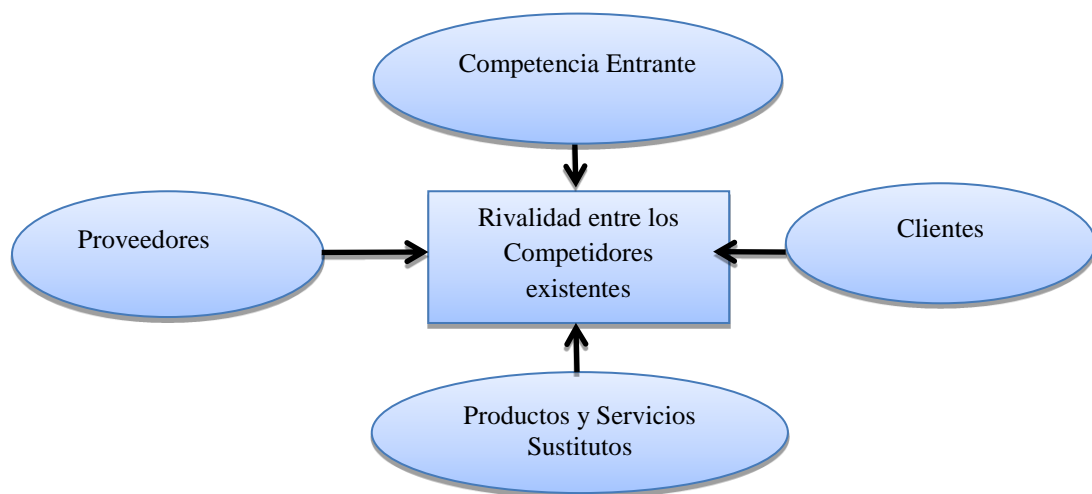 Competencia Entrante
Proveedores
Rivalidad entre los
Competidores
existentes
Clientes
Productos y Servicios
Sustitutos